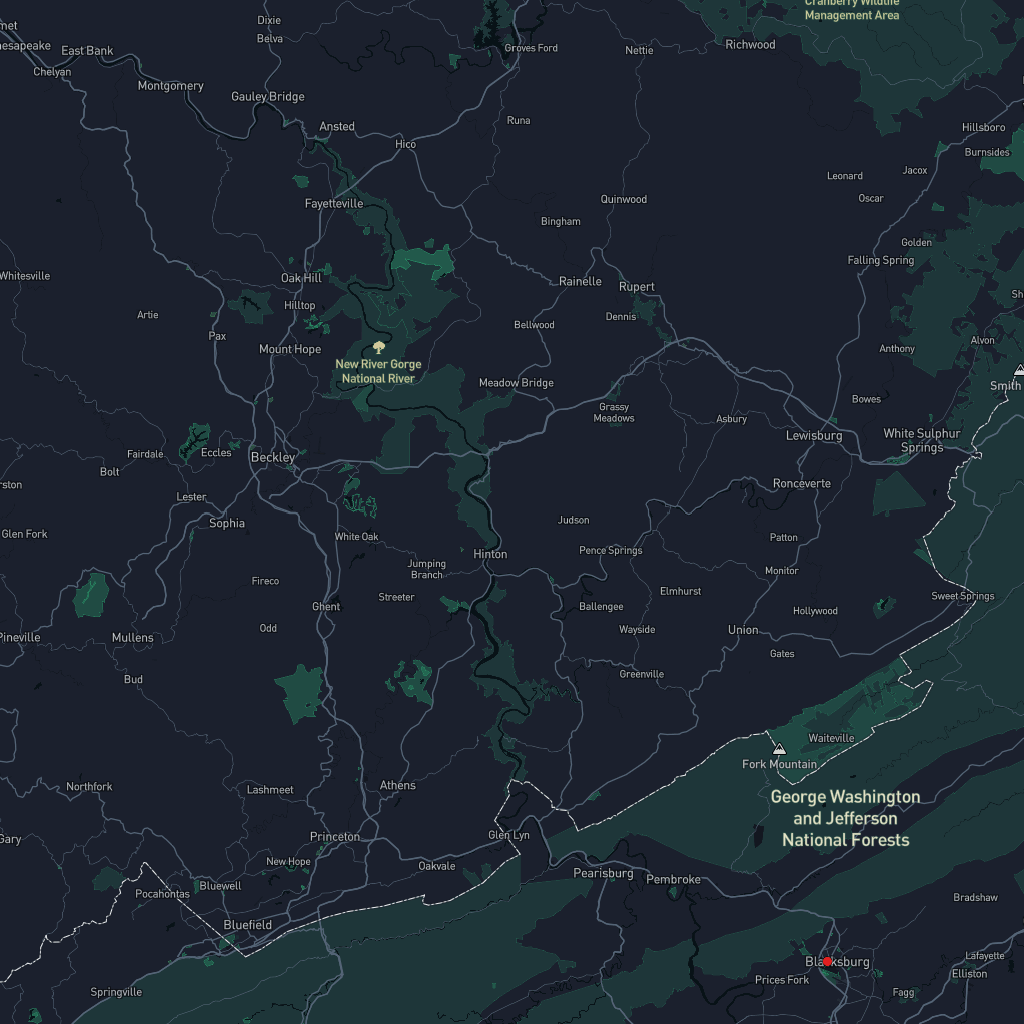 Cranberry Wildlife
Management Area
Dixie
Belva
Groves Ford
Nettie
Richwood
East Bank
Chelyan
Montgomery
Gauley Bridge
Ansted
Hico
Runa
Hillsboro
Burnsides
Jacox
Leonard
Oscar
Fayetteville
Quinwood
Bingham
Golden
Falling Spring
Whitesville
Oak Hill
Rainelle
Rupert
Hilltop
Artie
Dennis
Bellwood
Pax
Mount Hope
Anthony
Alvon
New River Gorge
National River
Meadow Bridge
Smith
Bowes
Grassy
Meadows
Asbury
Lewisburg
White Sulphur
Springs
Fairdale
Eccles
Beckley
Bolt
Ronceverte
Lester
Sophia
Judson
Glen Fork
White Oak
Patton
Hinton
Pence Springs
Jumping
Branch
Monitor
Fireco
Streeter
Elmhurst
Sweet Springs
Ghent
Ballengee
Hollywood
Odd
Wayside
Union
Pineville
Mullens
Gates
Bud
Greenville
Waiteville
Fork Mountain
Northfork
Lashmeet
Athens
George Washington
and Jefferson
National Forests
Princeton
Glen Lyn
Gary
New Hope
Oakvale
Pearisburg
Pembroke
Pocahontas
Bluewell
Bradshaw
Bluefield
Blacksburg
Lafayette
Elliston
Prices Fork
Springville
Fagg